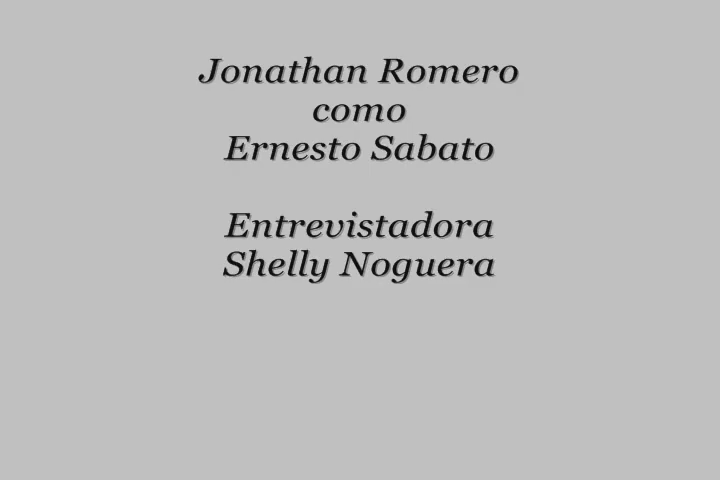 Jonathan Romero
como
Ernesto Sabato
Entrevistadora
Shelly Noguera